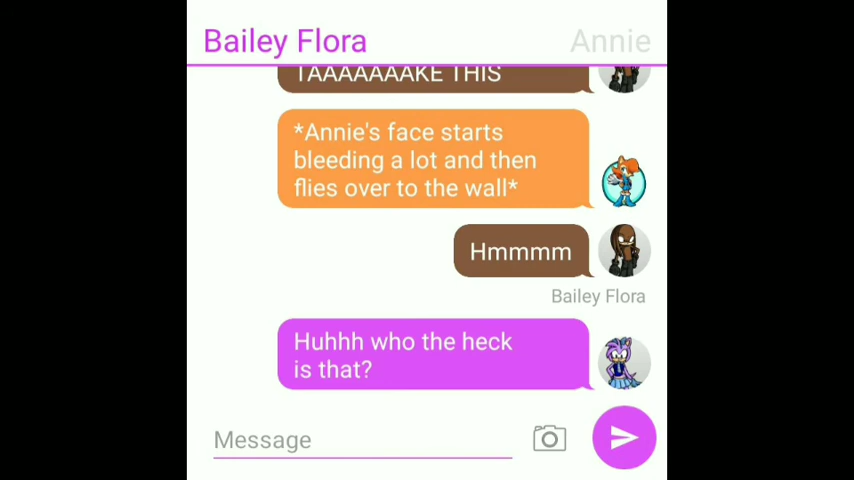 Bailey Flora
Annie
TAAAAAAAKE THIS
*Annie's face starts
bleeding a lot and then
flies over to the wall*
Hmmmm
Bailey Flora
Huhhh who the heck
is that?
Message